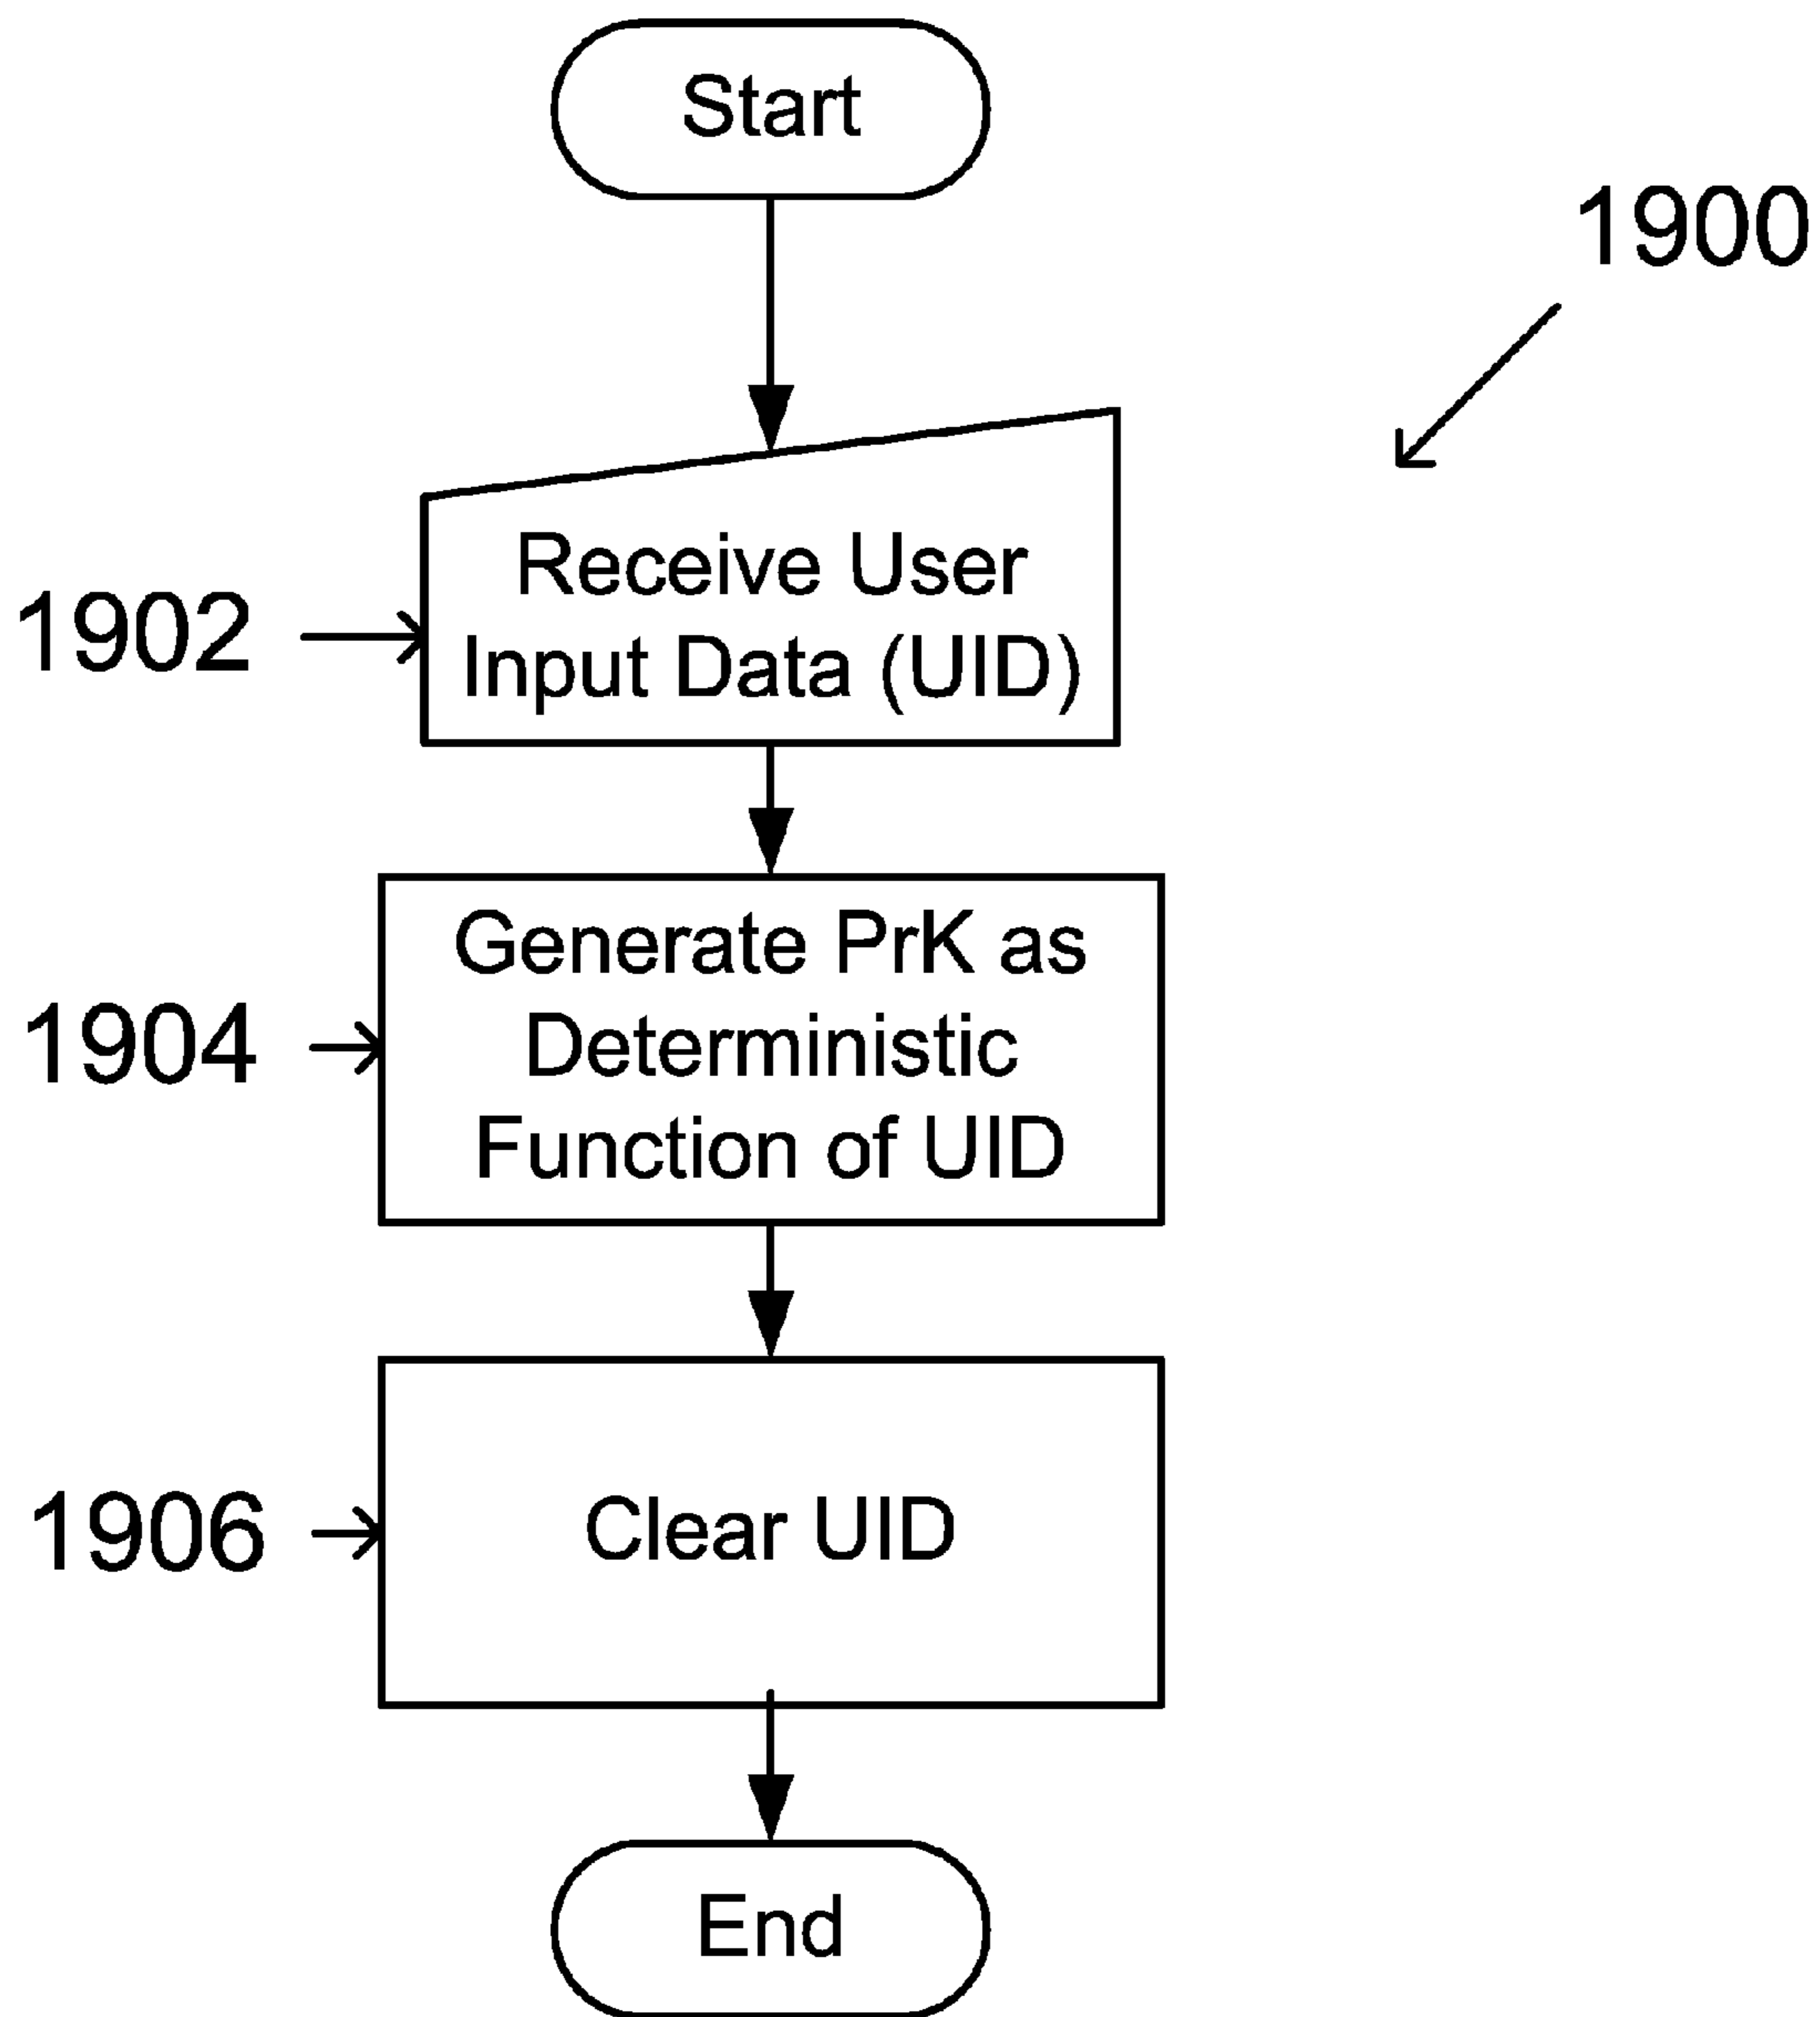 Start
1900
1902
Receive User
Input Data (UID)
1904
Generate PrK as
Deterministic
Function of UID
1906
Clear UID
End